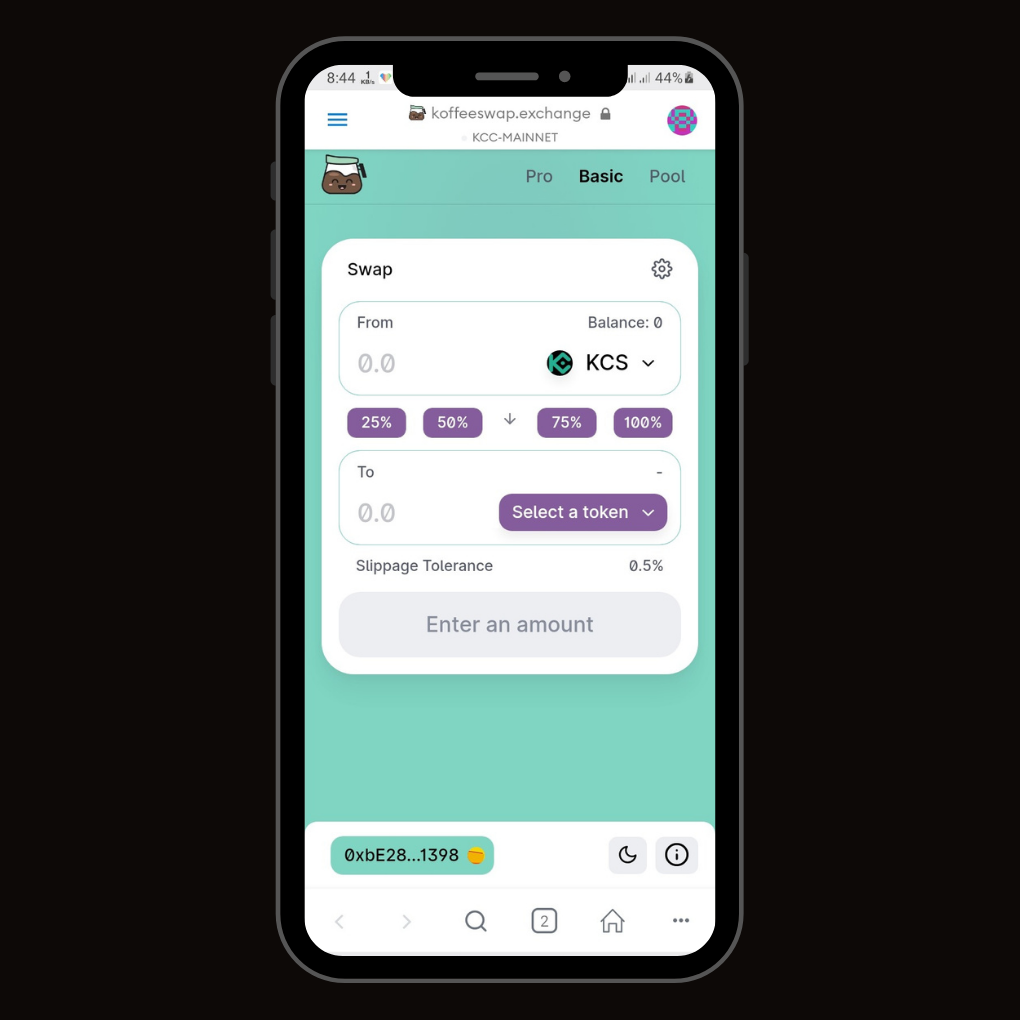 8:44 1 KB/s 44%
koffeeswap.exchange
KCC-MAINNET
Pro Basic Pool
Swap
From Balance: 0
0.0 KCS
25% 50% 75% 100%
To -
0.0 Select a token
Slippage Tolerance 0.5%
Enter an amount
0xbE28...1398
2